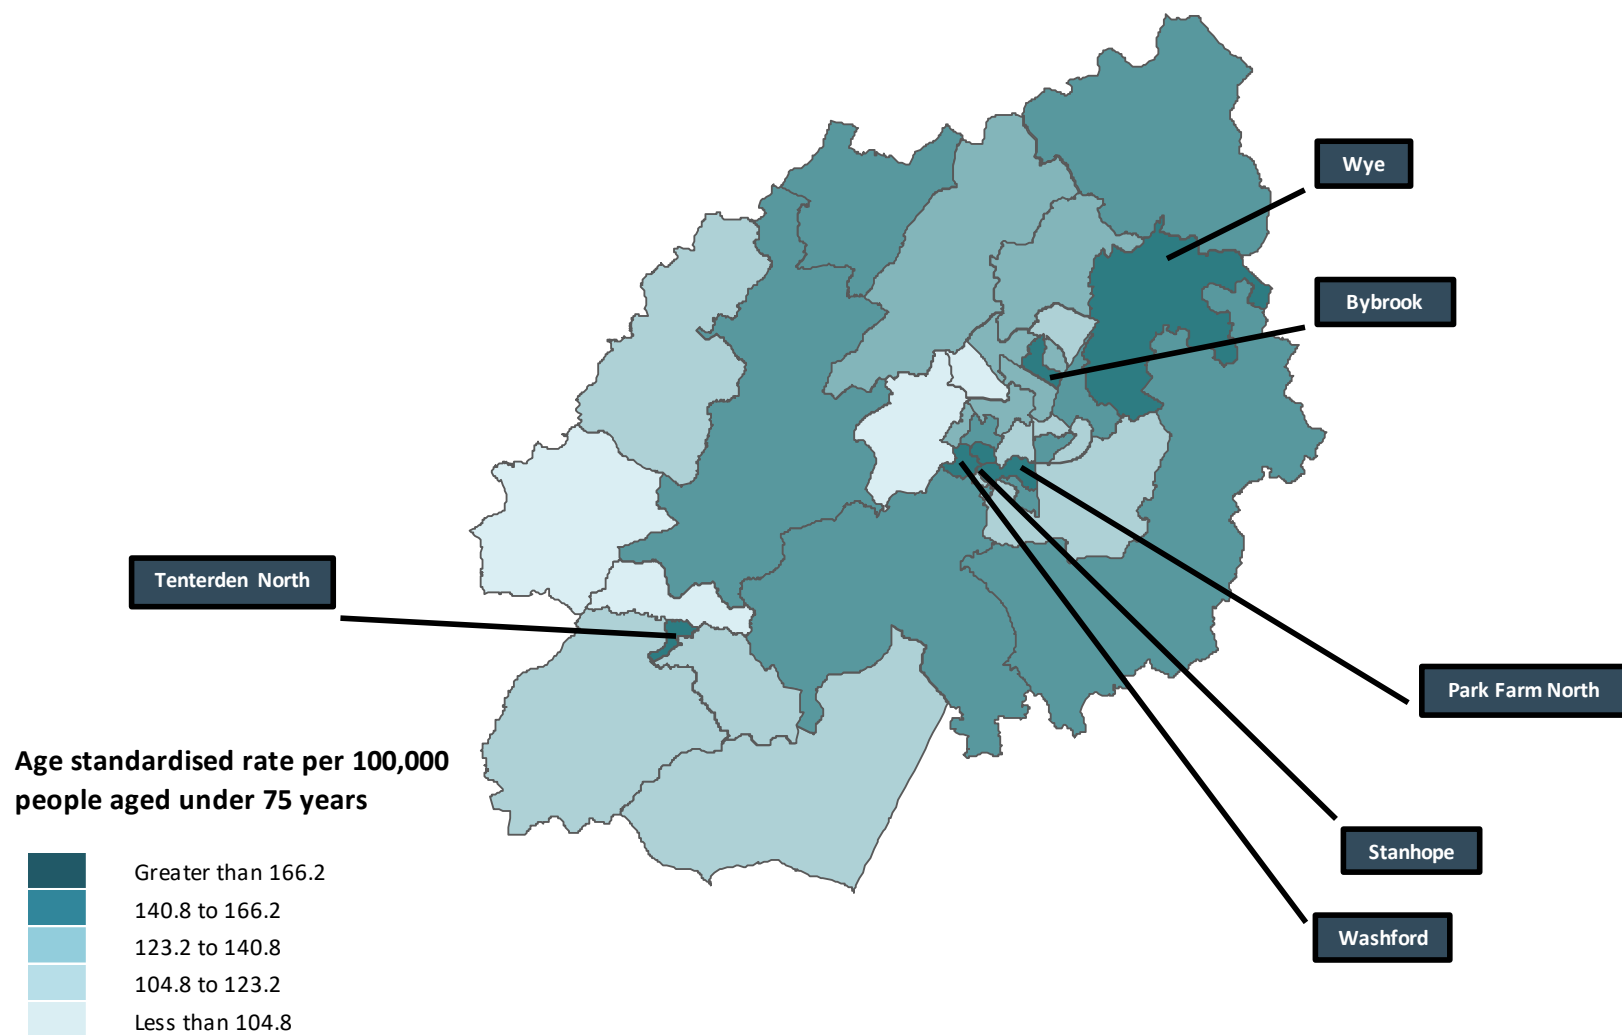 Wye
Bybrook
Tenterden North
Park Farm North
Age standardised rate per 100,000
people aged under 75 years
Stanhope
Greater than 166.2
140.8 to 166.2
Washford
123.2 to 140.8
104.8 to 123.2
Less than 104.8